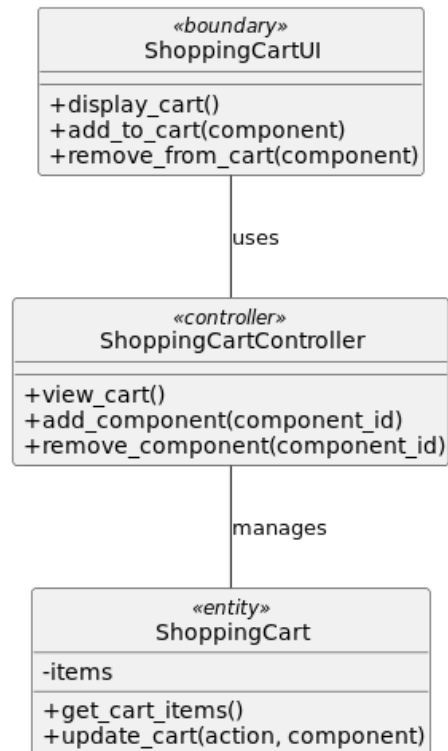 «boundary»
ShoppingCartUI
+display_cart()
+add_to_cart(component)
+remove_from_cart(component)
uses
«controller»
ShoppingCartController
+view_cart()
+add_component(component_id)
+remove_component(component_id)
manages
«entity»
ShoppingCart
-items
+get_cart_items()
+update_cart(action, component)